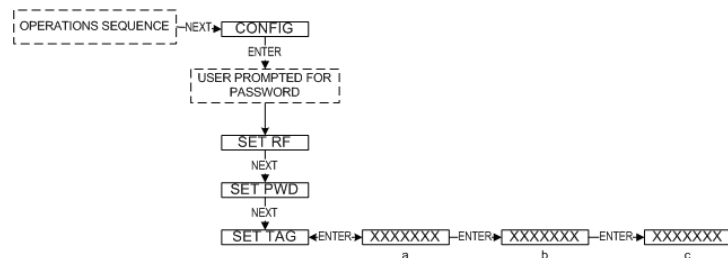 OPERATIONS SEQUENCE
NEXT
CONFIG
ENTER
USER PROMPTED FOR
PASSWORD
SET RF
NEXT
SET PWD
NEXT
SET TAG
ENTER
XXXXXXX
ENTER
XXXXXXX
ENTER
XXXXXXX
a
b
c